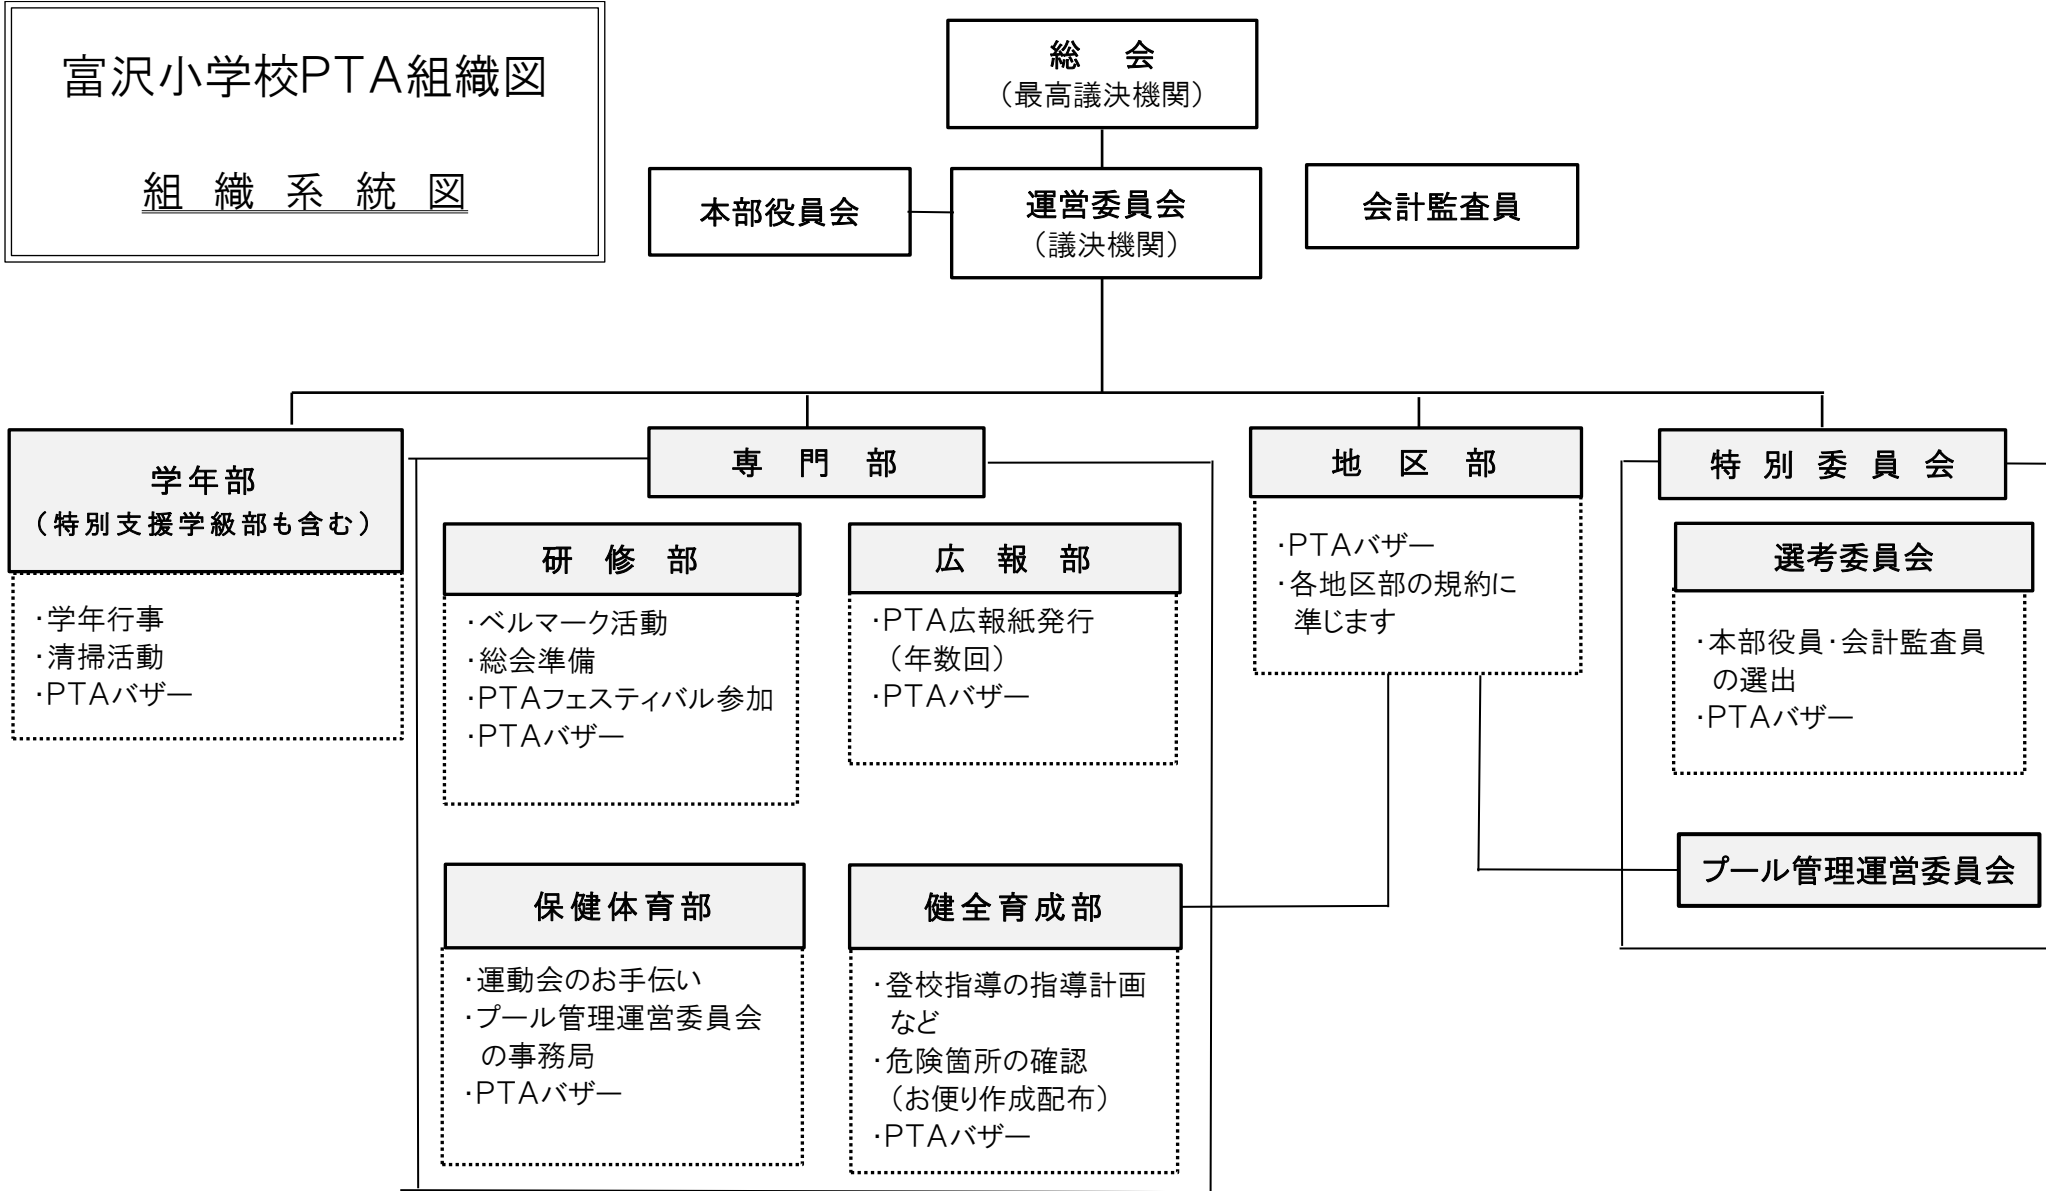 富沢小学校PTA組織図
組織系統図
総会
（最高議決機関）
本部役員会
運営委員会
（議決機関）
会計監査員
学年部
（特別支援学級部も含む）
・学年行事
・清掃活動
・PTAバザー
専門部
研修部
・ベルマーク活動
・総会準備
・PTAフェスティバル参加
・PTAバザー
広報部
・PTA広報紙発行
（年数回）
・PTAバザー
保健体育部
・運動会のお手伝い
・プール管理運営委員会
の事務局
・PTAバザー
健全育成部
・登校指導の指導計画
など
・危険箇所の確認
（お便り作成配布）
・PTAバザー
地区部
・PTAバザー
・各地区部の規約に
準じます
特別委員会
選考委員会
・本部役員・会計監査員
の選出
・PTAバザー
プール管理運営委員会